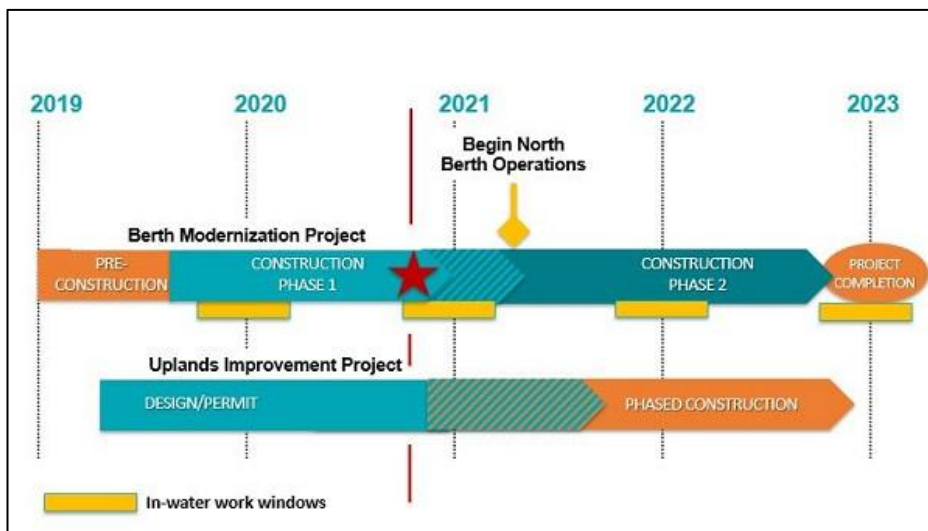 2019 2020 2021 2022 2023
Begin North
Berth Operations
Berth Modernization Project
PRE-
CONSTRUCTION
CONSTRUCTION
PHASE 1
CONSTRUCTION
PHASE 2
PROJECT
COMPLETION
Uplands Improvement Project
DESIGN/PERMIT
PHASED CONSTRUCTION
In-water work windows